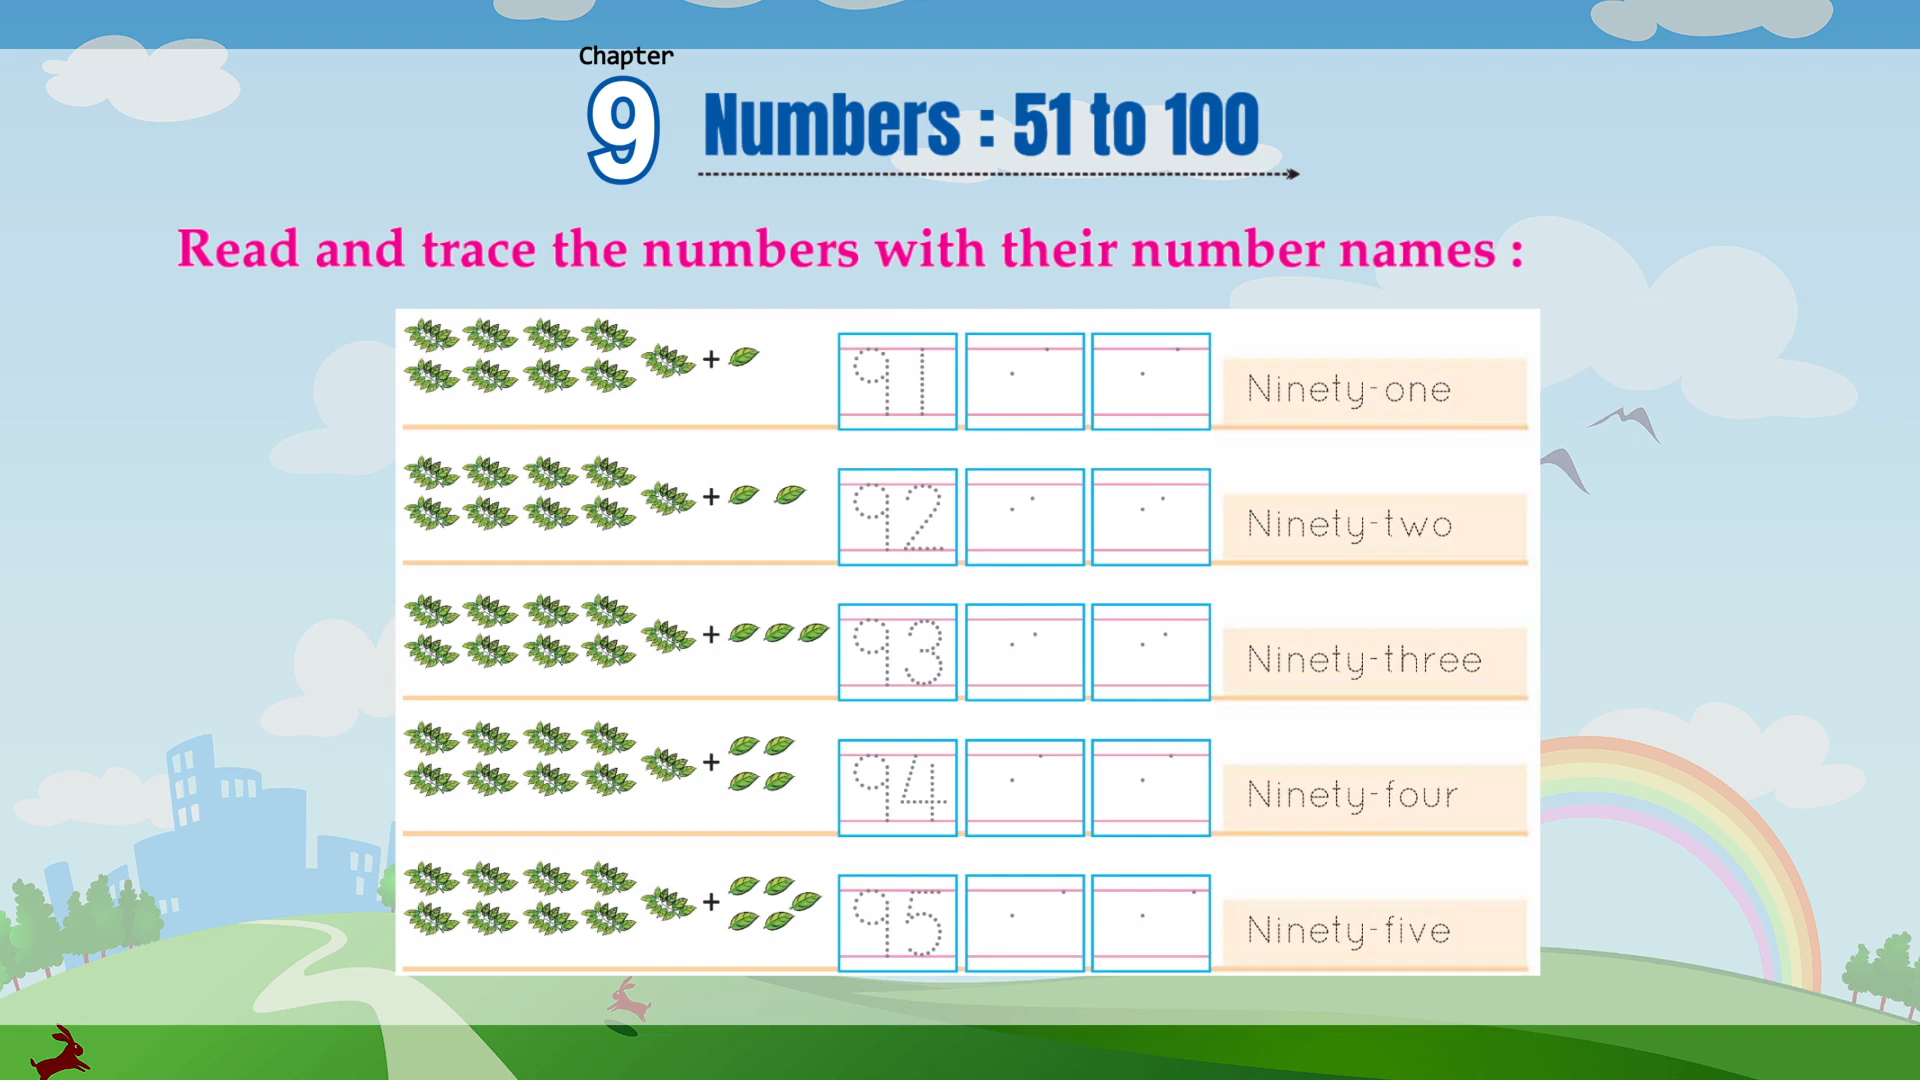 Chapter
9 Numbers : 51 to 100
Read and trace the numbers with their number names :
+ 91 Ninety-one
+ 92 Ninety-two
+ 93 Ninety-three
+ 94 Ninety-four
+ 95 Ninety-five